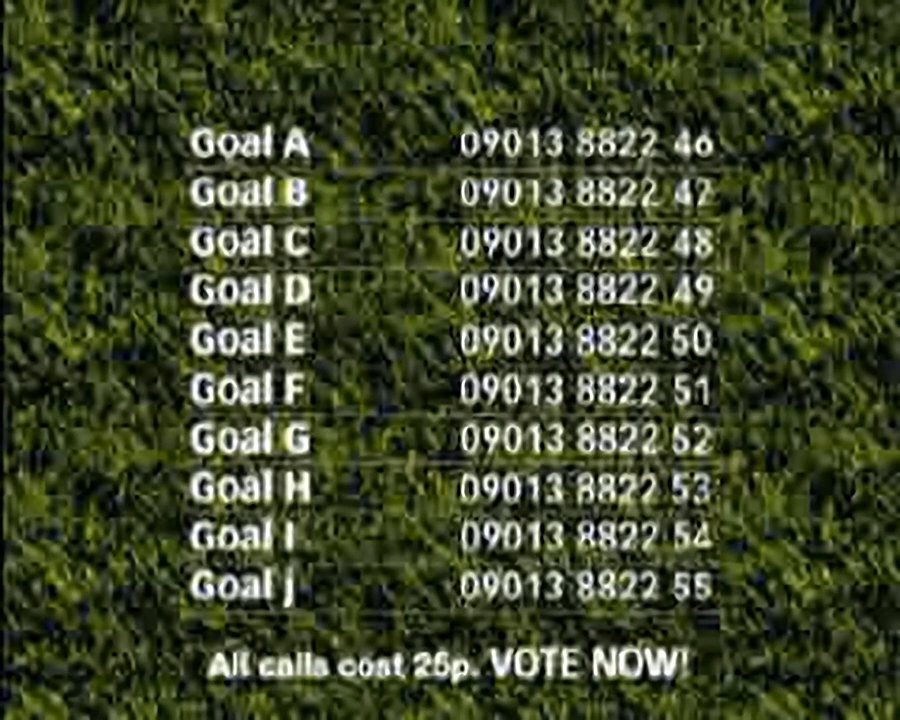 Goal A 09013 8822 46
Goal B 09013 8822 47
Goal C 09013 8822 48
Goal D 09013 8822 49
Goal E 09013 8822 50
Goal F 09013 8822 51
Goal G 09013 8822 52
Goal H 09013 8822 53
Goal I 09013 8822 54
Goal J 09013 8822 55
All calls cost 25p. VOTE NOW!